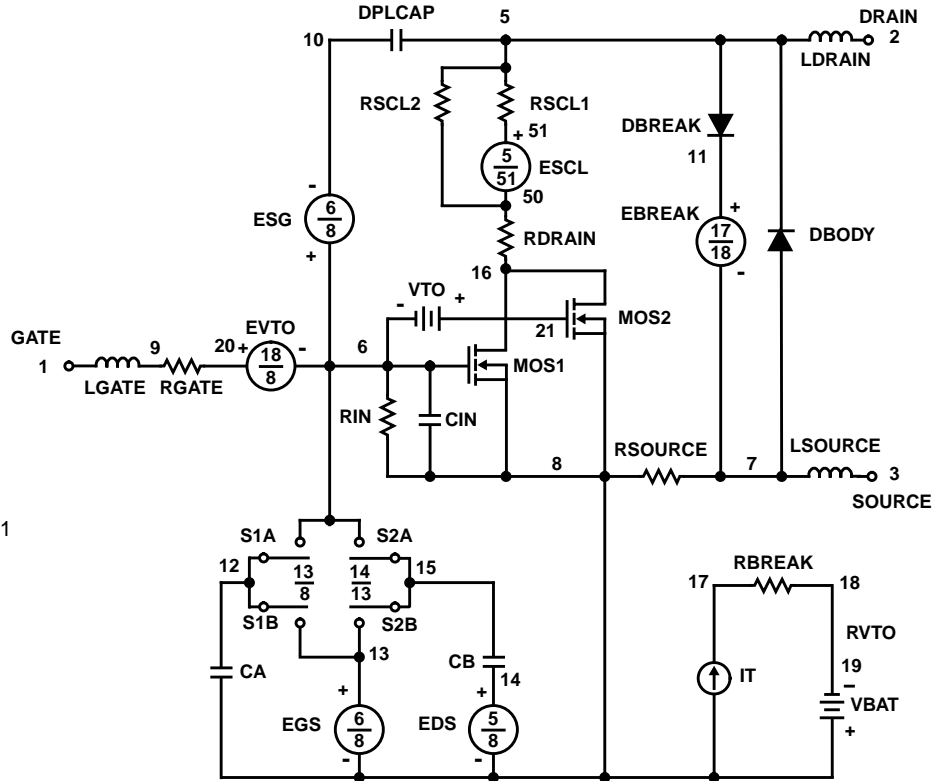 DPLCAP
5
DRAIN
2
10
LDRAIN
RSCL2
RSCL1
+ 51
5
51
ESCL
50
DBREAK
11
-
ESG
6
8
+
+
EBREAK
17
18
-
DBODY
RDRAIN
16
VTO
-
+
21
MOS2
GATE
1
9
20
+
EVTO
18
8
-
6
MOS1
LGATE
RGATE
RIN
CIN
8
RSOURCE
7
LSOURCE
3
SOURCE
1
S1A
S2A
12
13
8
14
13
15
S1B
S2B
13
CA
CB
14
+
EGS
6
8
-
+
EDS
5
8
-
17
RBREAK
18
RVTO
19
IT
-
VBAT
+